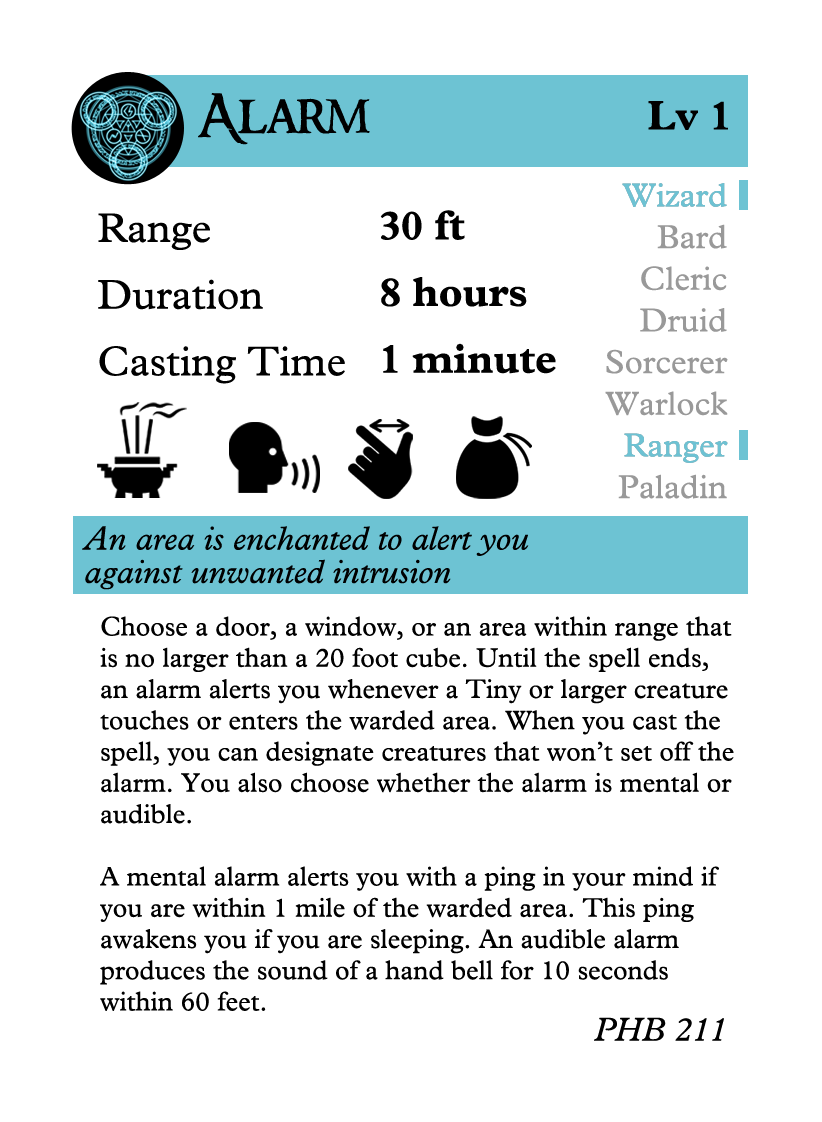 Alarm
Lv 1
Range 30 ft
Duration 8 hours
Casting Time 1 minute
Wizard
Bard
Cleric
Druid
Sorcerer
Warlock
Ranger
Paladin
An area is enchanted to alert you
against unwanted intrusion
Choose a door, a window, or an area within range that
is no larger than a 20 foot cube. Until the spell ends,
an alarm alerts you whenever a Tiny or larger creature
touches or enters the warded area. When you cast the
spell, you can designate creatures that won’t set off the
alarm. You also choose whether the alarm is mental or
audible.
A mental alarm alerts you with a ping in your mind if
you are within 1 mile of the warded area. This ping
awakens you if you are sleeping. An audible alarm
produces the sound of a hand bell for 10 seconds
within 60 feet.
PHB 211